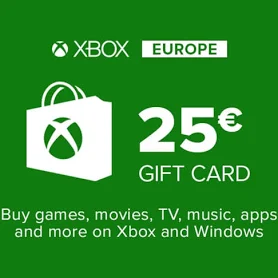 XBOX EUROPE
25€
GIFT CARD
Buy games, movies, TV, music, apps
and more on Xbox and Windows